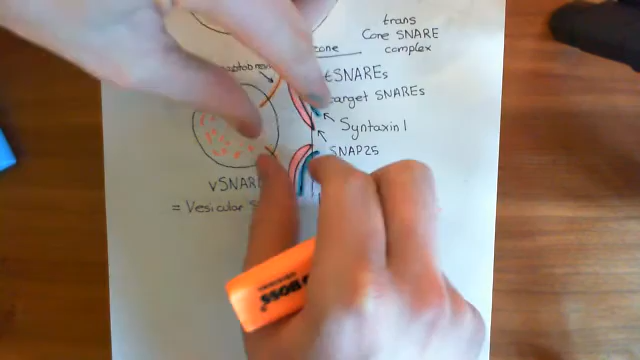 trans
Core SNARE
complex
zone
tSNAREs
target SNAREs
Syntaxin 1
SNAP25
vSNAR
= Vesicular S
BOSS